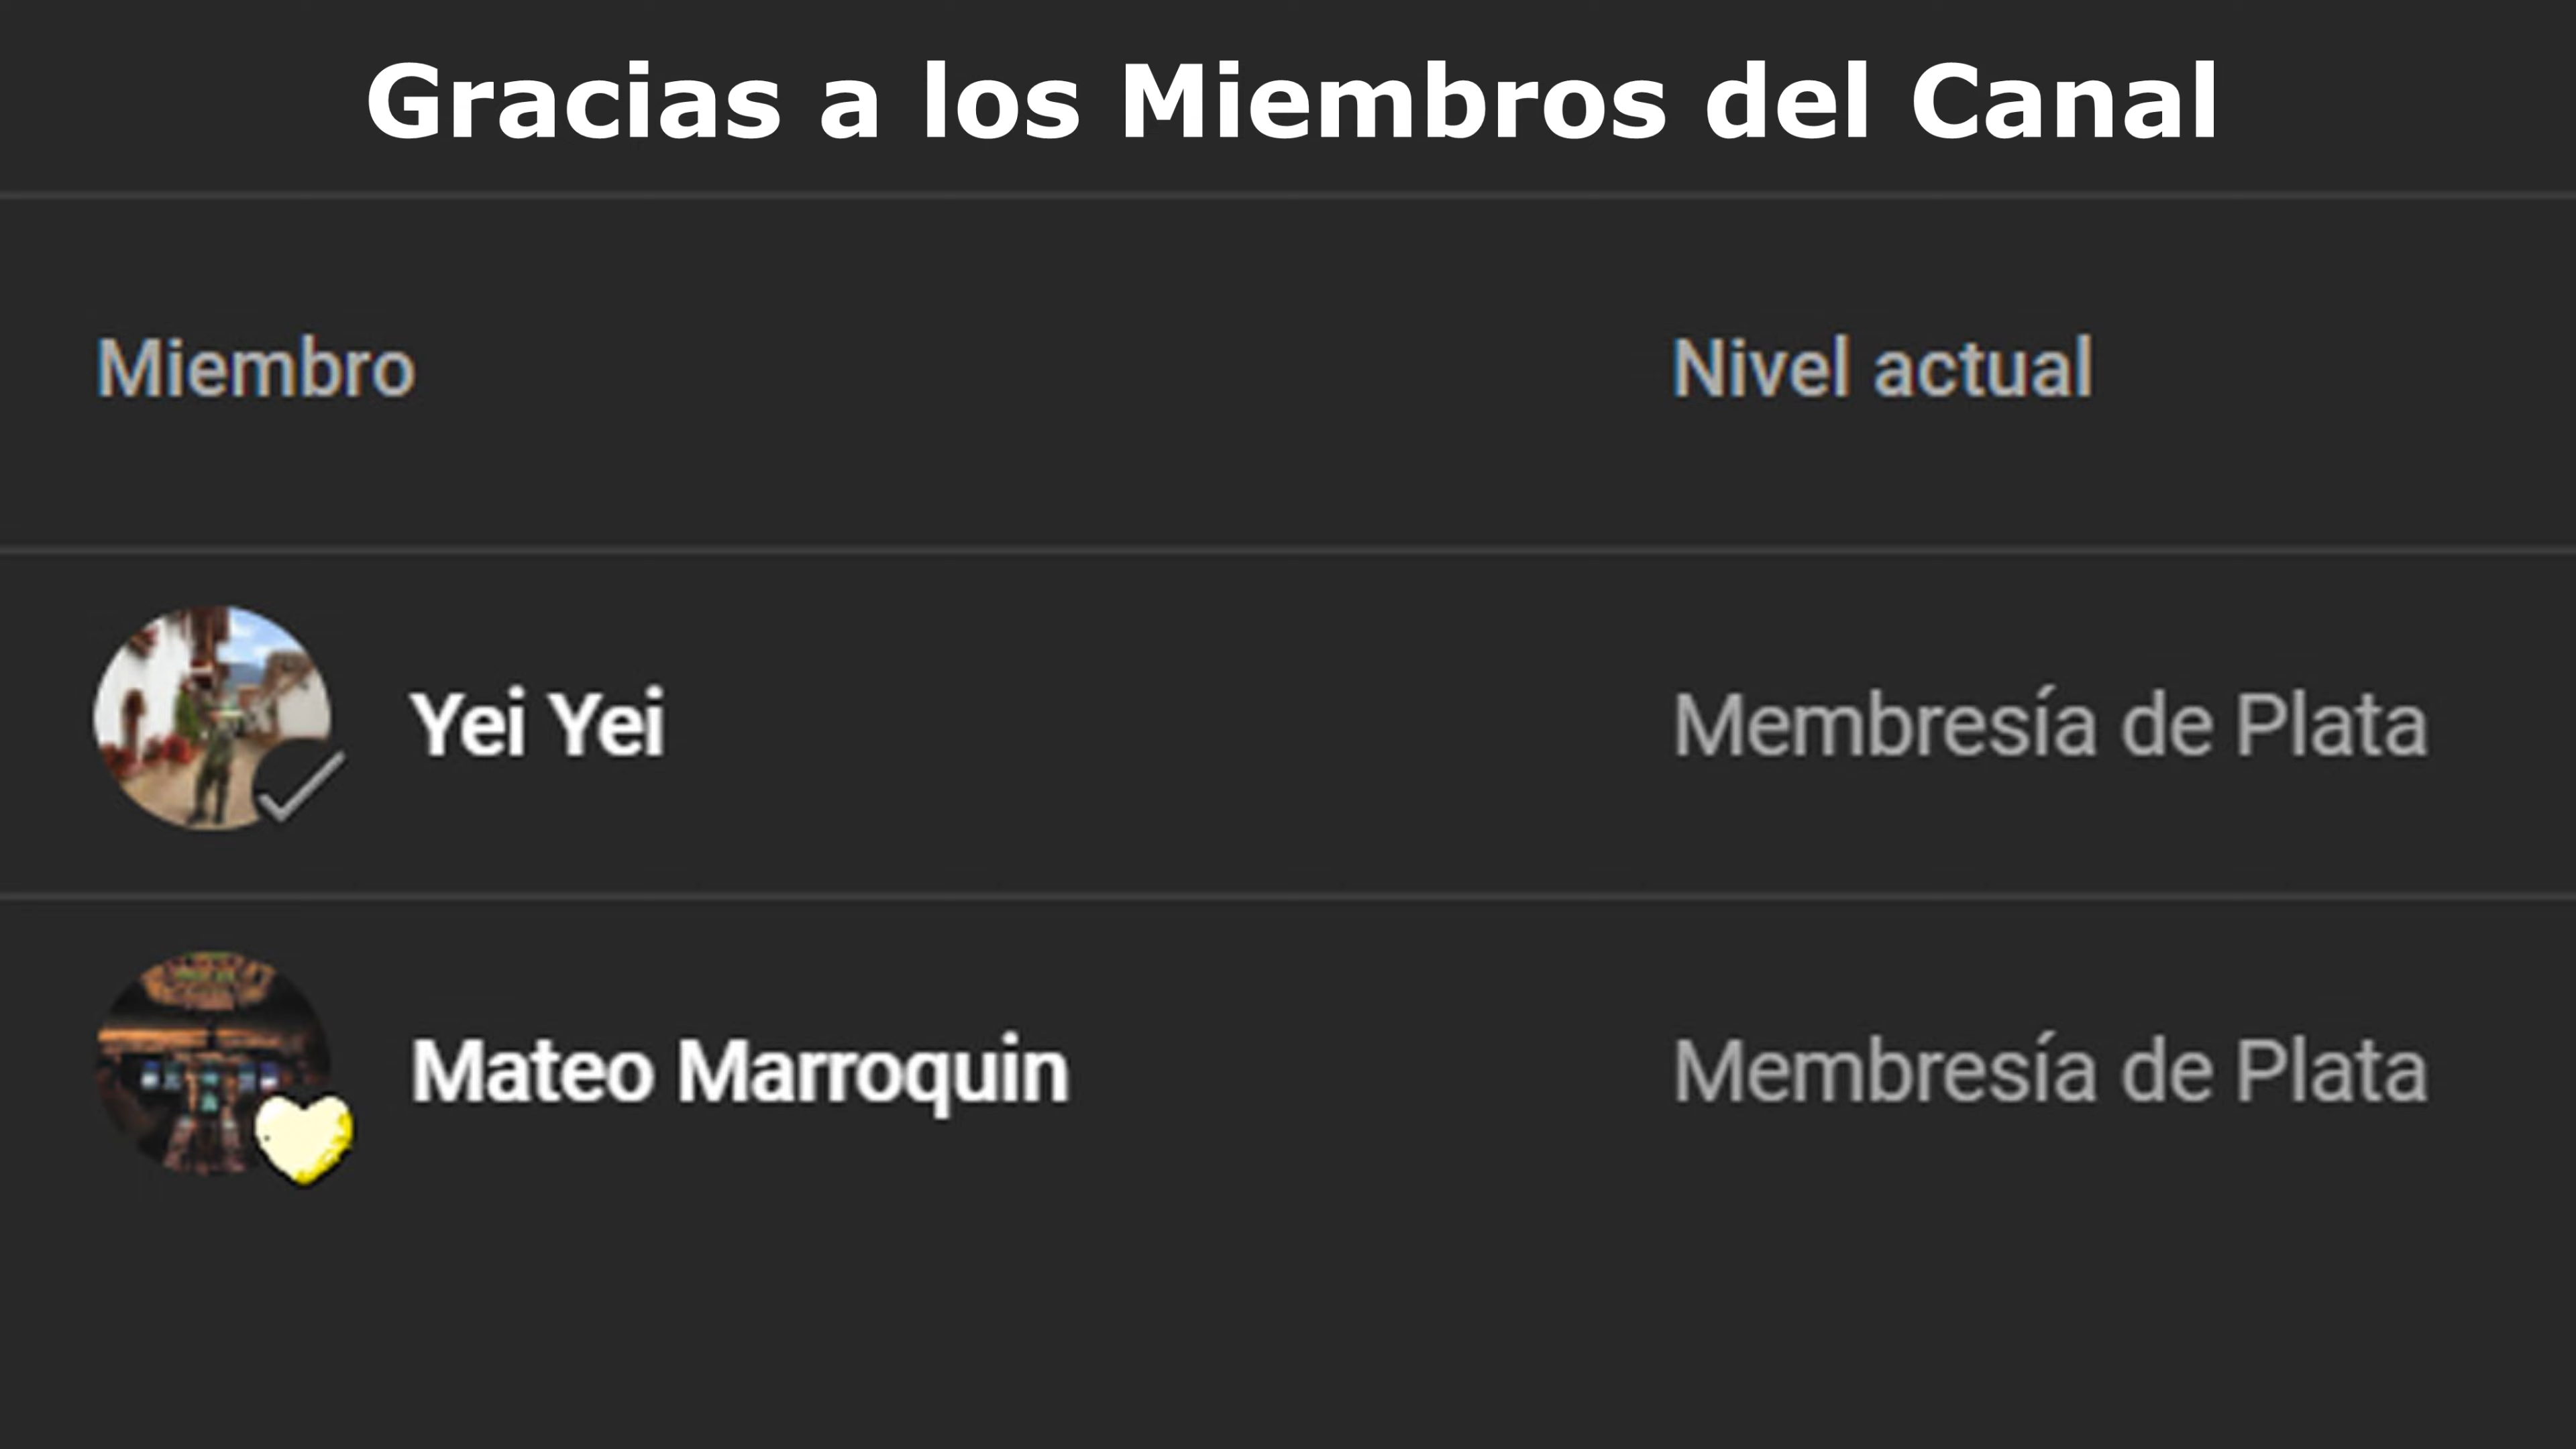 Gracias a los Miembros del Canal
Miembro Nivel actual
Yei Yei Membresía de Plata
Mateo Marroquin Membresía de Plata